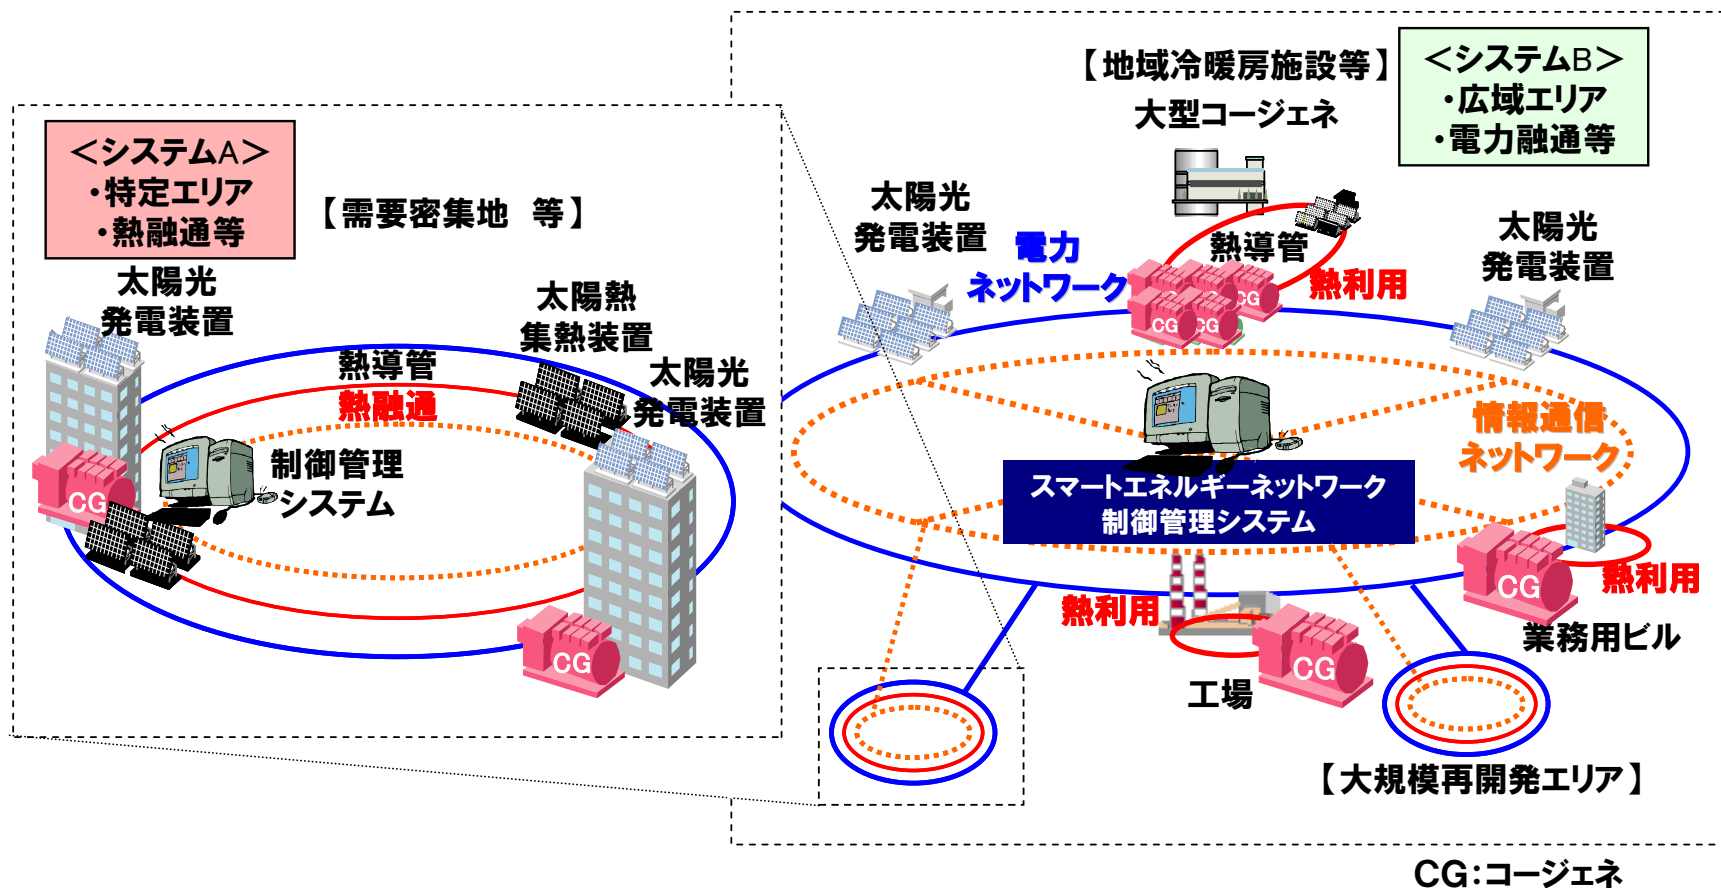 ＜システムA＞
・特定エリア
・熱融通等
【需要密集地　等】
太陽光
発電装置
太陽熱
集熱装置
太陽光
発電装置
熱導管
熱融通
制御管理
システム
CG
CG
【地域冷暖房施設等】
大型コージェネ
＜システムB＞
・広域エリア
・電力融通等
太陽光
発電装置
電力
ネットワーク
熱導管
熱利用
CG
CG
CG
太陽光
発電装置
情報通信
ネットワーク
スマートエネルギーネットワーク
制御管理システム
熱利用
CG
工場
CG
熱利用
業務用ビル
【大規模再開発エリア】
CG：コージェネ